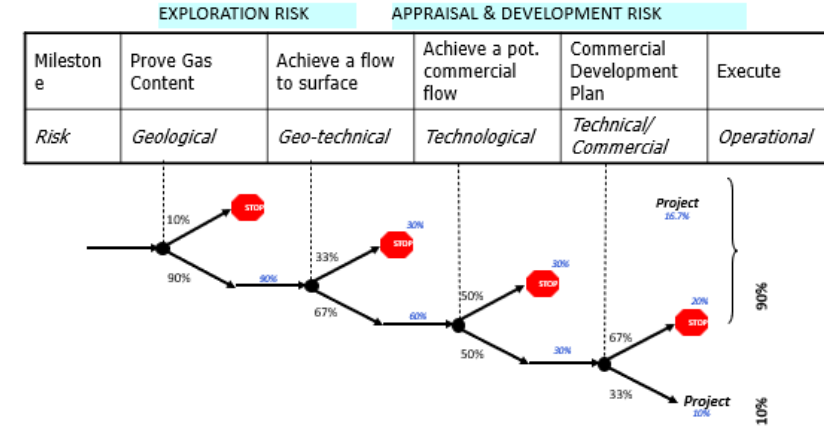 EXPLORATION RISK
APPRAISAL & DEVELOPMENT RISK
Mileston
e
Prove Gas
Content
Achieve a flow
to surface
Achieve a pot.
commercial
flow
Commercial
Development
Plan
Execute
Risk
Geological
Geo-technical
Technological
Technical/
Commercial
Operational
10%
STOP
90%
90%
33%
STOP
30%
67%
60%
50%
STOP
30%
50%
30%
67%
STOP
20%
33%
Project
10%
Project
16.7%
90%
10%